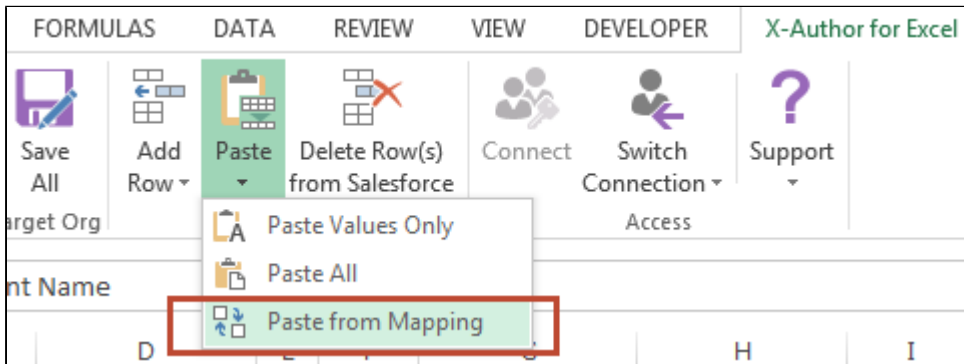 FORMULAS DATA REVIEW VIEW DEVELOPER X-Author for Excel
Save Add Paste Delete Row(s) Connect Switch Support
All Row from Salesforce Connection
arget Org Access
Paste Values Only
Paste All
nt Name
Paste from Mapping
D H I